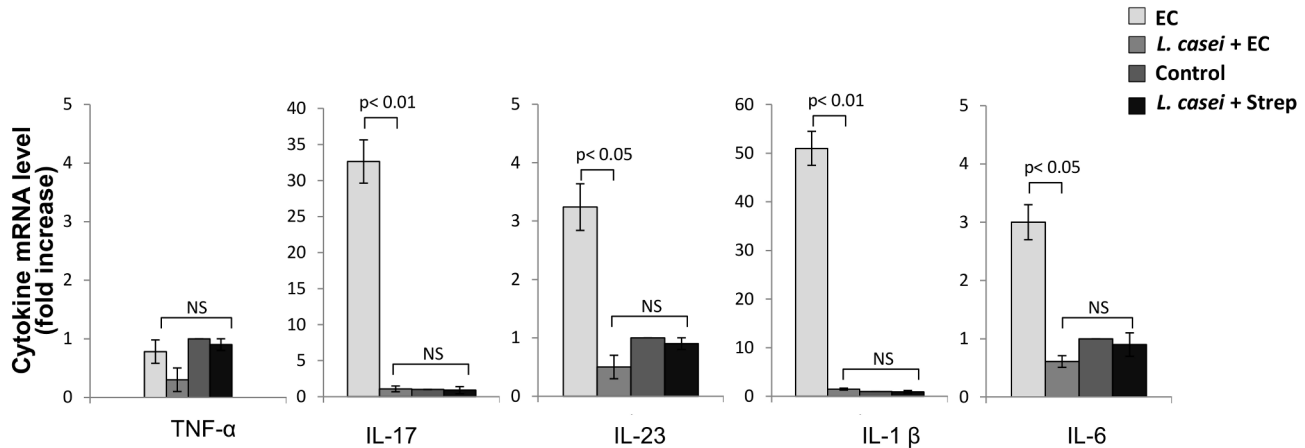 EC
L. casei + EC
Control
L. casei + Strep
Cytokine mRNA level
(fold increase)
5
4
3
2
1
0
NS
TNF-α
40
35
30
25
20
15
10
5
0
p< 0.01
NS
IL-17
5
4
3
2
1
0
p< 0.05
NS
IL-23
60
50
40
30
20
10
0
p< 0.01
NS
IL-1 β
5
4
3
2
1
0
p< 0.05
NS
IL-6